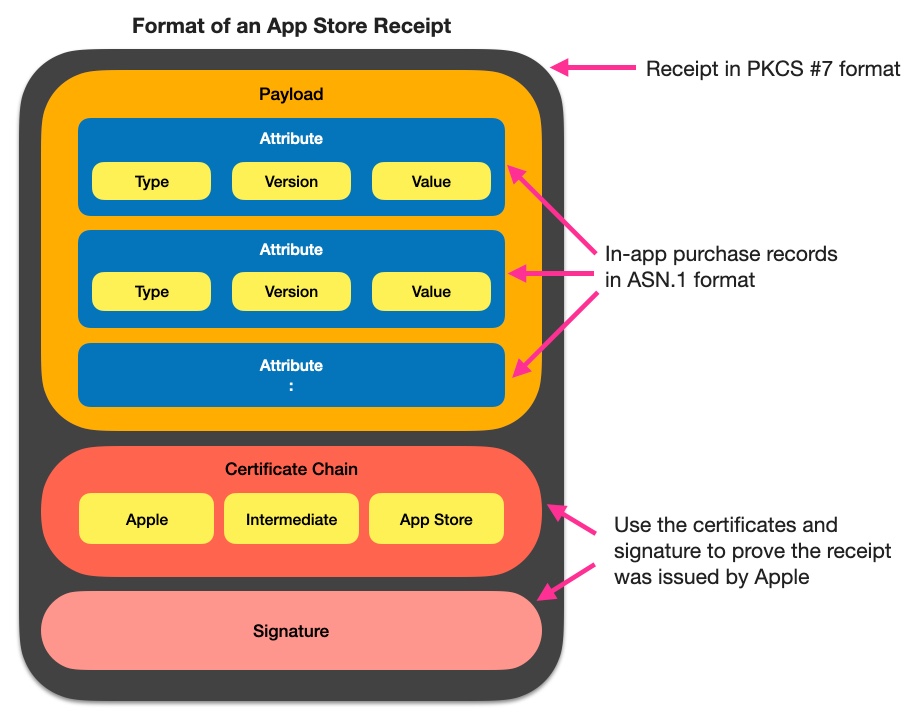 Format of an App Store Receipt
Receipt in PKCS #7 format
Payload
Attribute
Type
Version
Value
Attribute
Type
Version
Value
Attribute
:
In-app purchase records
in ASN.1 format
Certificate Chain
Apple
Intermediate
App Store
Use the certificates and
signature to prove the receipt
was issued by Apple
Signature